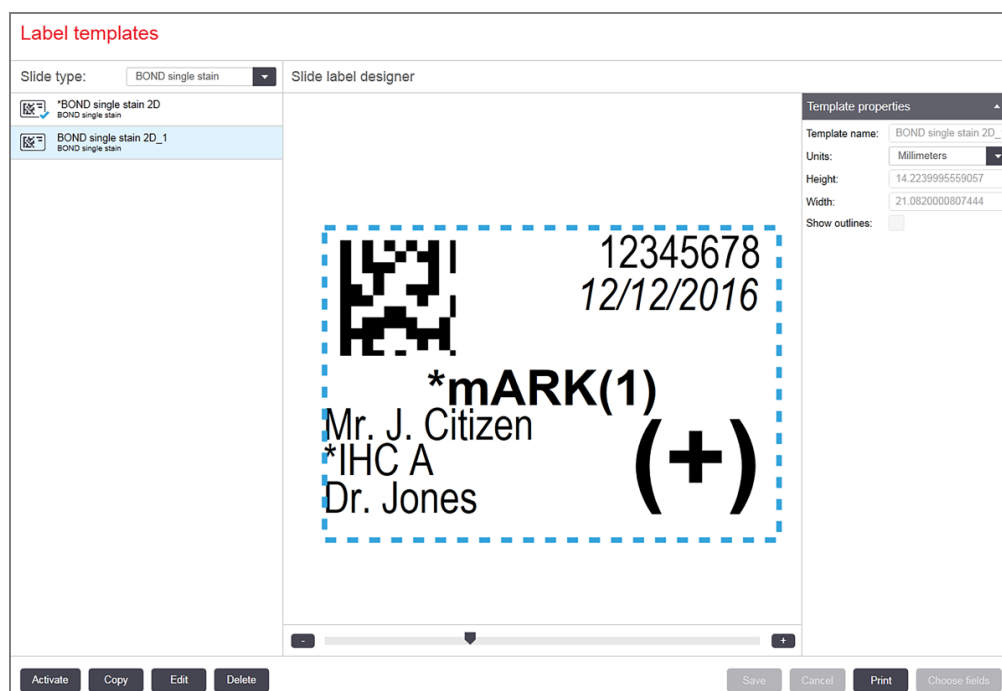 Label templates
Slide type: BOND single stain
Slide label designer
*BOND single stain 2D
BOND single stain
BOND single stain 2D_1
BOND single stain
Template properties
Template name: BOND single stain 2D_
Units: Millimeters
Height: 14.2239995559057
Width: 21.0820000807444
Show outlines:
12345678
12/12/2016
*mARK(1)
Mr. J. Citizen
*IHC A
Dr. Jones
(+)
- +
Activate Copy Edit Delete Save Cancel Print Choose fields